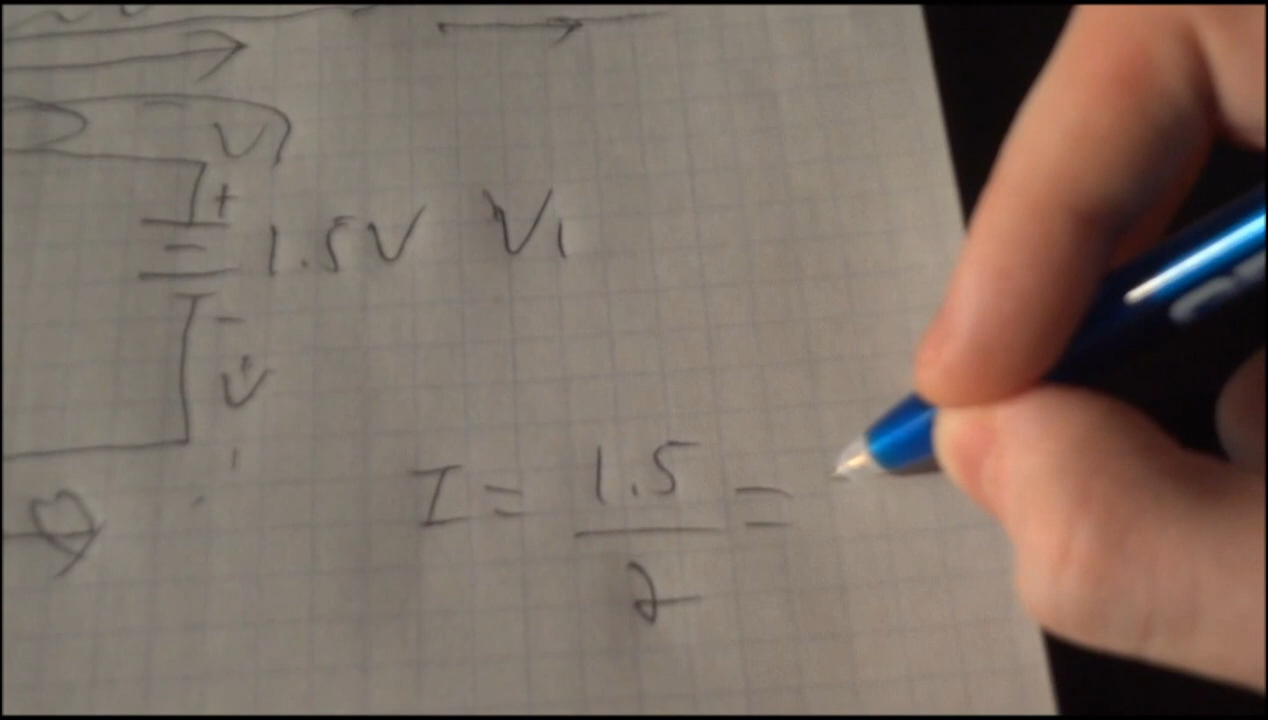 V
+
1.5V V1
-
V
I = 1.5 / 2 =